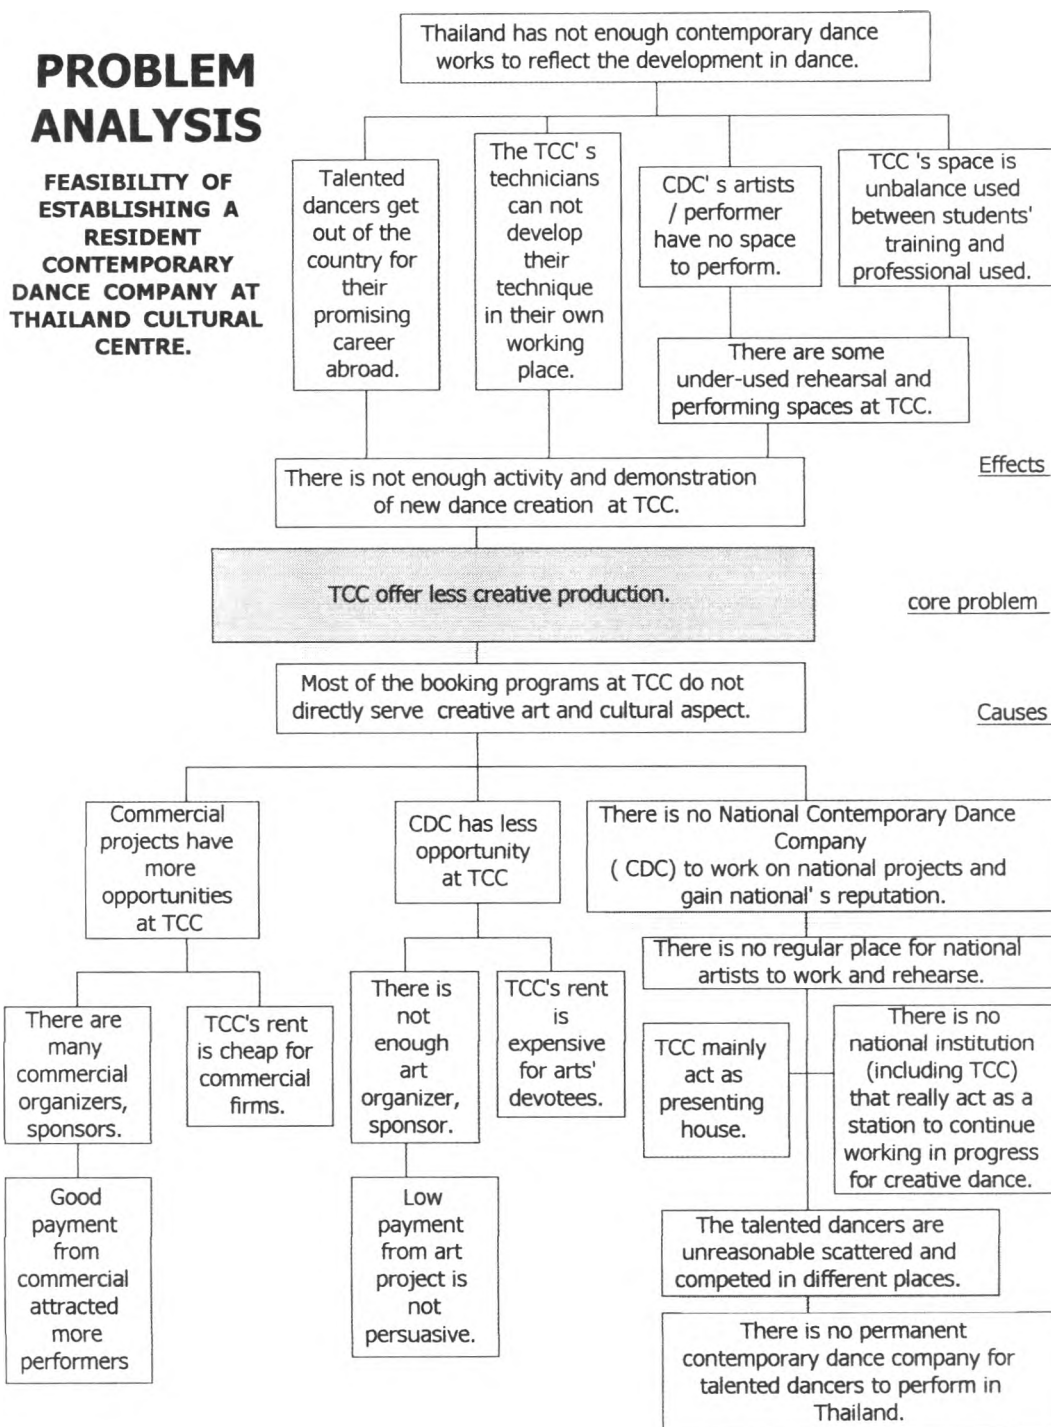 PROBLEM
ANALYSIS
FEASIBILITY OF
ESTABLISHING A
RESIDENT
CONTEMPORARY
DANCE COMPANY AT
THAILAND CULTURAL
CENTRE.
Thailand has not enough contemporary dance
works to reflect the development in dance.
Talented
dancers get
out of the
country for
their
promising
career
abroad.
The TCC' s
technicians
can not
develop
their
technique
in their own
working
place.
CDC' s artists
/ performer
have no space
to perform.
TCC 's space is
unbalance used
between students'
training and
professional used.
There are some
under-used rehearsal and
performing spaces at TCC.
Effects
There is not enough activity and demonstration
of new dance creation at TCC.
TCC offer less creative production.
core problem
Most of the booking programs at TCC do not
directly serve creative art and cultural aspect.
Causes
Commercial
projects have
more
opportunities
at TCC
CDC has less
opportunity
at TCC
There is no National Contemporary Dance
Company
( CDC) to work on national projects and
gain national' s reputation.
There is no regular place for national
artists to work and rehearse.
There are
many
commercial
organizers,
sponsors.
TCC's rent
is cheap for
commercial
firms.
There is
not
enough
art
organizer,
sponsor.
TCC's rent
is
expensive
for arts'
devotees.
TCC mainly
act as
presenting
house.
There is no
national institution
(including TCC)
that really act as a
station to continue
working in progress
for creative dance.
Good
payment
from
commercial
attracted
more
performers
Low
payment
from art
project is
not
persuasive.
The talented dancers are
unreasonable scattered and
competed in different places.
There is no permanent
contemporary dance company for
talented dancers to perform in
Thailand.